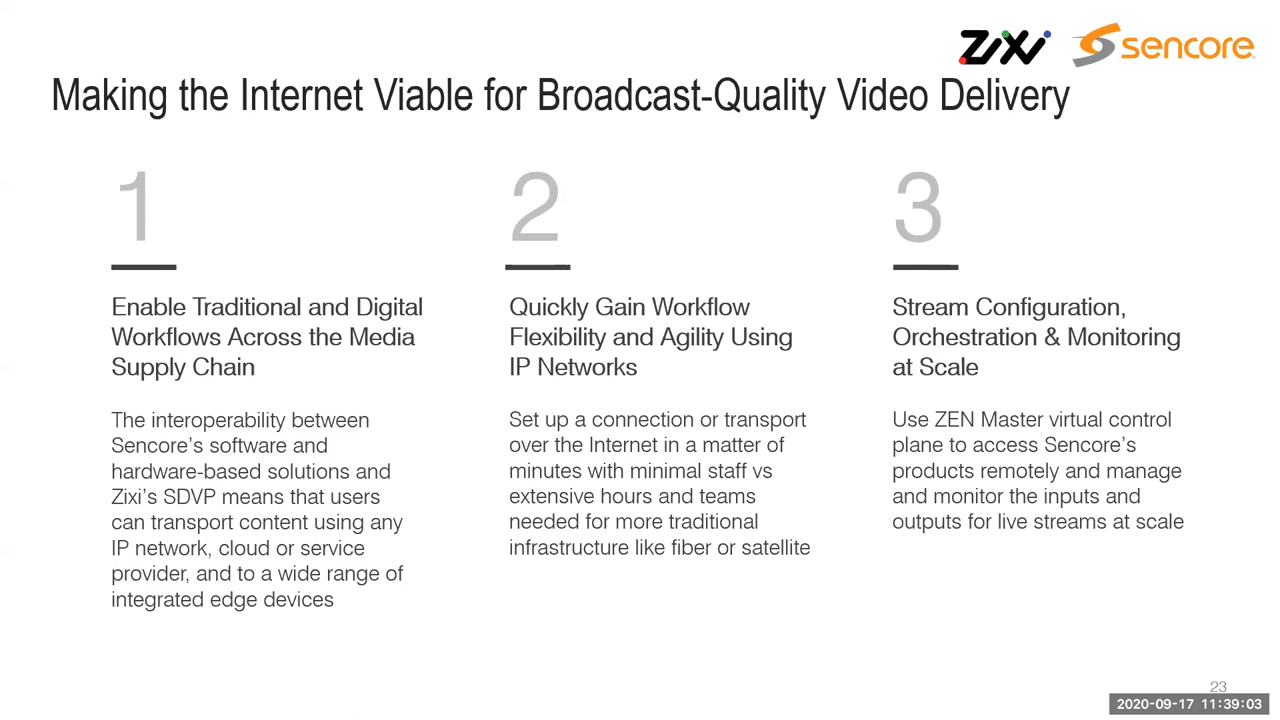 Zixi sencore
Making the Internet Viable for Broadcast-Quality Video Delivery
1
Enable Traditional and Digital
Workflows Across the Media
Supply Chain
The interoperability between
Sencore's software and
hardware-based solutions and
Zixi's SDVP means that users
can transport content using any
IP network, cloud or service
provider, and to a wide range of
integrated edge devices
2
Quickly Gain Workflow
Flexibility and Agility Using
IP Networks
Set up a connection or transport
over the Internet in a matter of
minutes with minimal staff vs
extensive hours and teams
needed for more traditional
infrastructure like fiber or satellite
3
Stream Configuration,
Orchestration & Monitoring
at Scale
Use ZEN Master virtual control
plane to access Sencore's
products remotely and manage
and monitor the inputs and
outputs for live streams at scale
23
2020-09-17 11:39:03